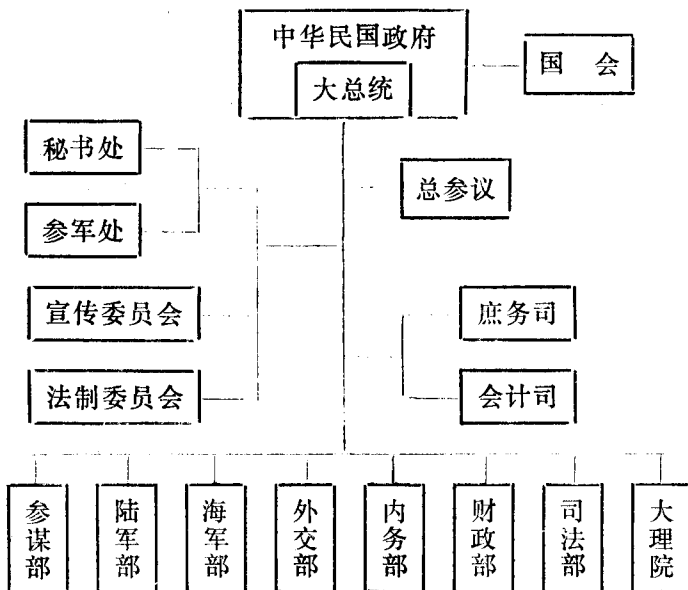 中华民国政府
大总统
国 会
秘书处
总参议
参军处
宣传委员会
庶务司
法制委员会
会计司
参谋部
陆军部
海军部
外交部
内务部
财政部
司法部
大理院